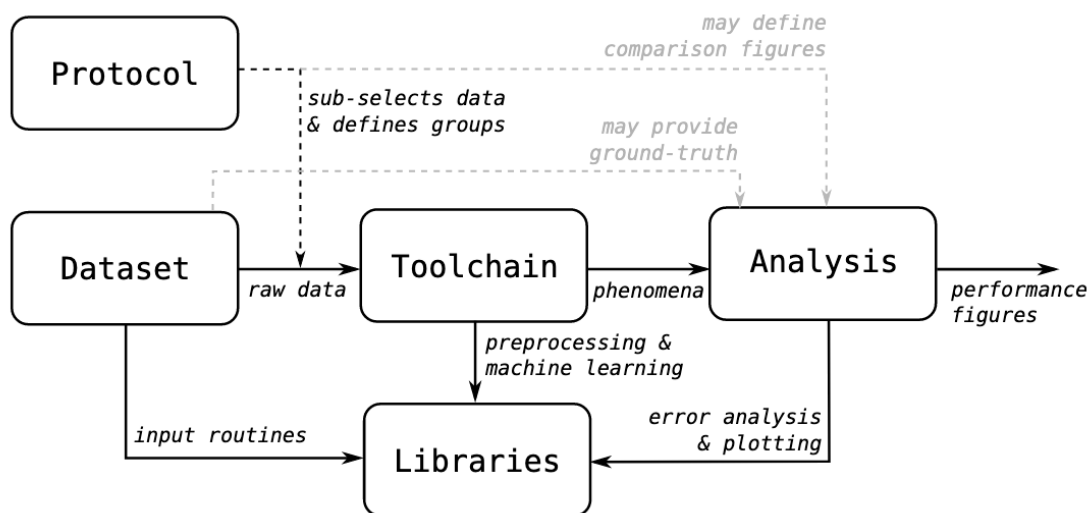 may define
comparison figures
Protocol
sub-selects data
& defines groups
may provide
ground-truth
Dataset
raw data
Toolchain
phenomena
Analysis
performance
figures
preprocessing &
machine learning
input routines
error analysis
& plotting
Libraries